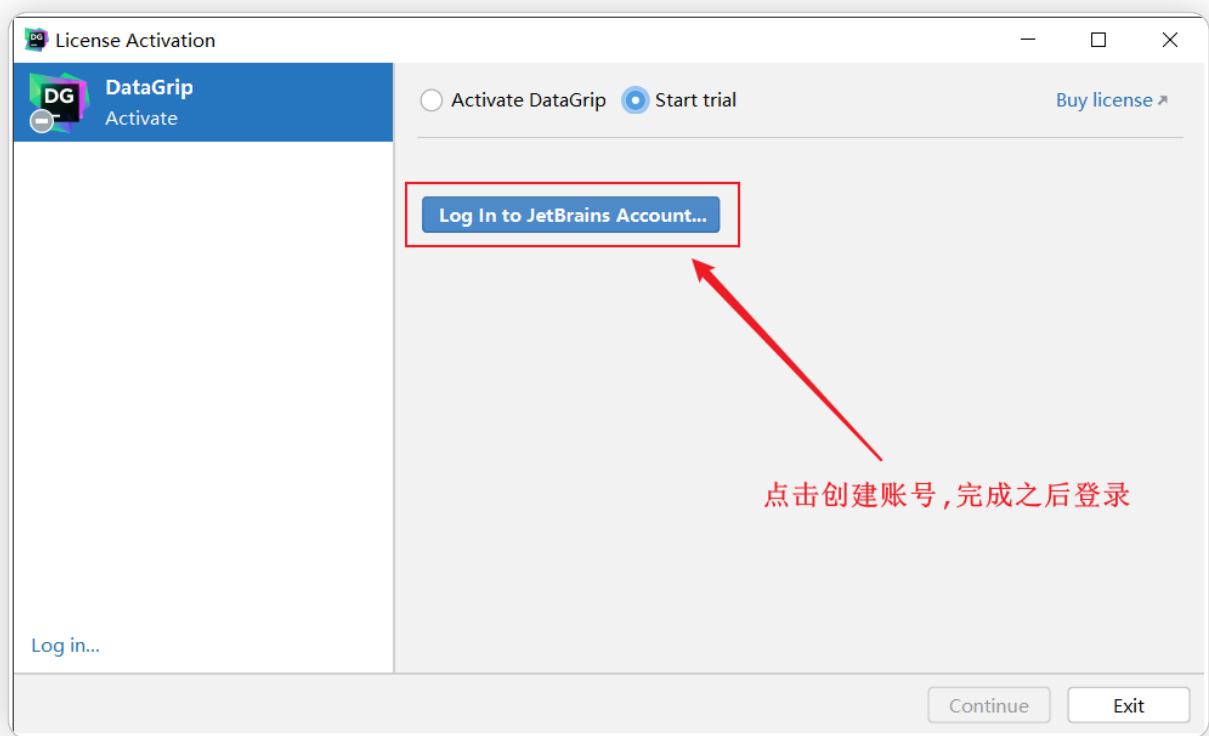 License Activation
DG
DataGrip
Activate
Activate DataGrip
Start trial
Buy license
Log In to JetBrains Account...
点击创建账号,完成之后登录
Log in...
Continue
Exit